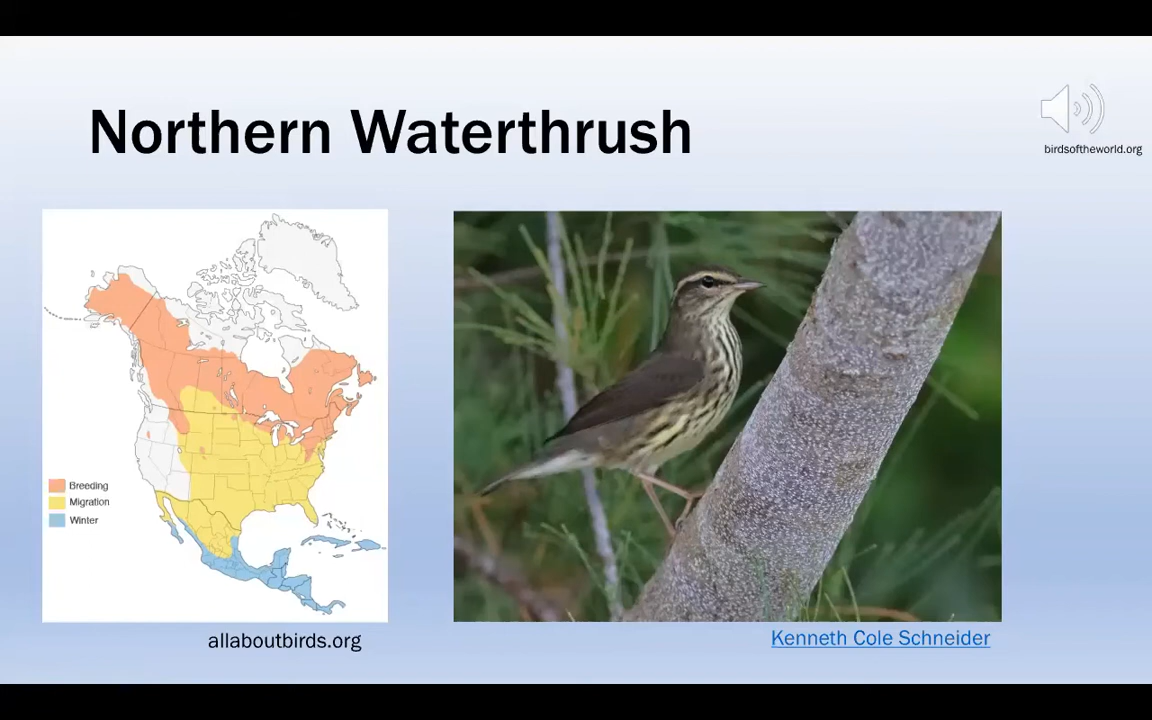 Northern Waterthrush
birdsoftheworld.org
Breeding
Migration
Winter
allaboutbirds.org
Kenneth Cole Schneider